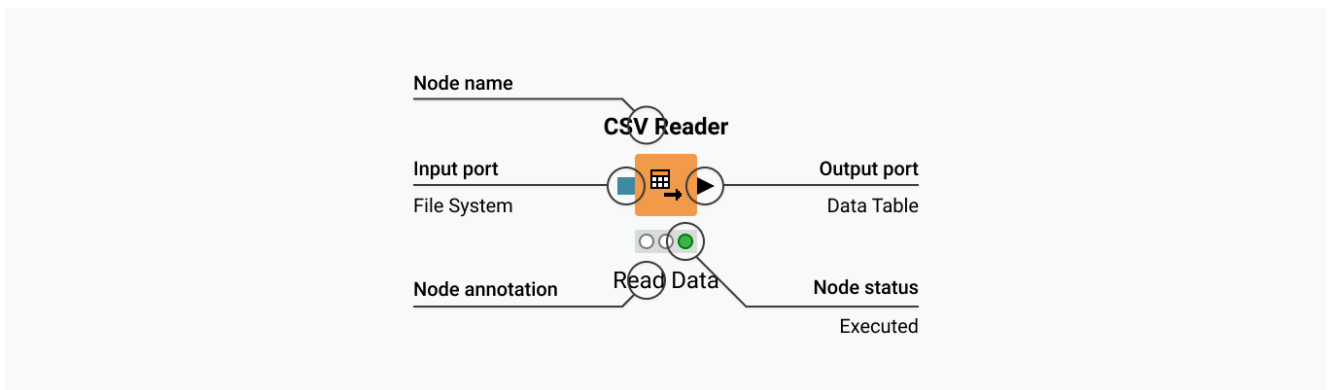 Node name
CSV Reader
Input port
Output port
File System
Data Table
Read Data
Node annotation
Node status
Executed